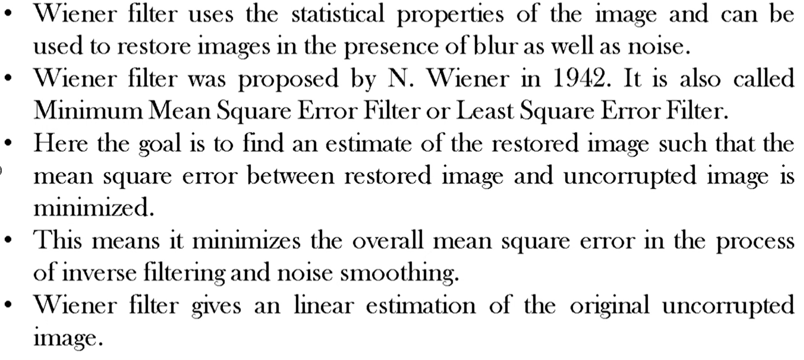 • Wiener filter uses the statistical properties of the image and can be
used to restore images in the presence of blur as well as noise.
• Wiener filter was proposed by N. Wiener in 1942. It is also called
Minimum Mean Square Error Filter or Least Square Error Filter.
• Here the goal is to find an estimate of the restored image such that the
mean square error between restored image and uncorrupted image is
minimized.
• This means it minimizes the overall mean square error in the process
of inverse filtering and noise smoothing.
• Wiener filter gives an linear estimation of the original uncorrupted
image.